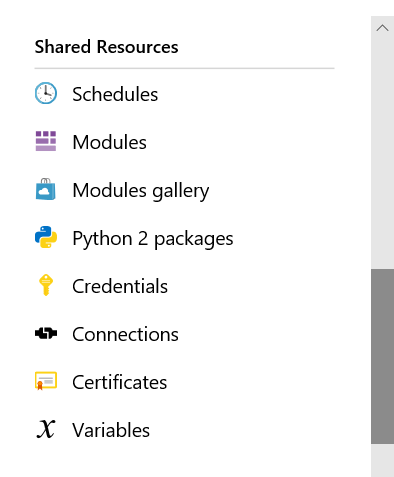 Shared Resources
Schedules
Modules
Modules gallery
Python 2 packages
Credentials
Connections
Certificates
Variables